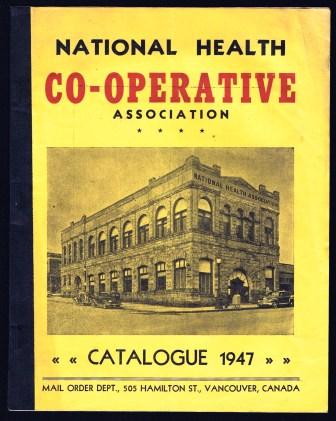 NATIONAL HEALTH
CO-OPERATIVE
ASSOCIATION
* * * *
NATIONAL HEALTH ASSOCIATION
« « CATALOGUE 1947 » »
MAIL ORDER DEPT., 505 HAMILTON ST., VANCOUVER, CANADA